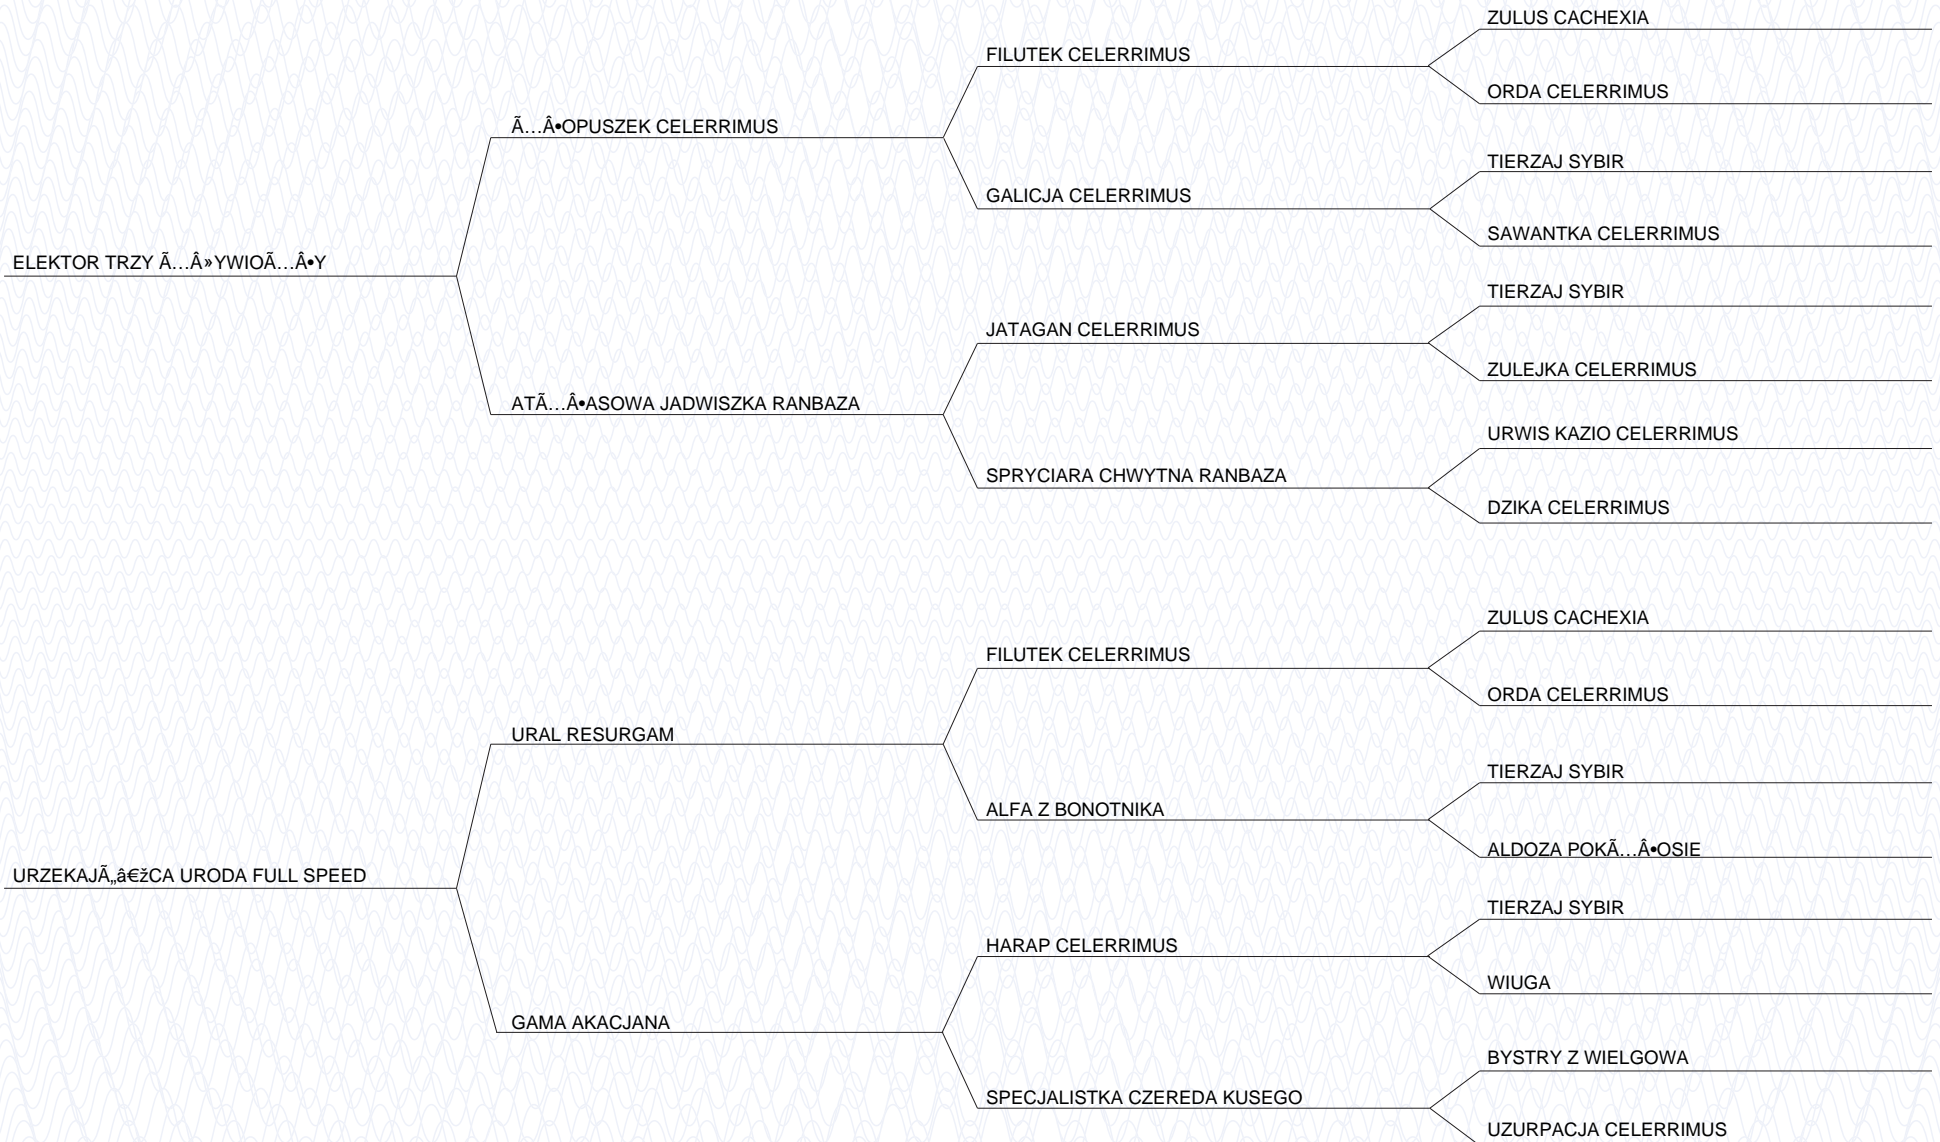 ZULUS CACHEXIA
FILUTEK CELERRIMUS
ORDA CELERRIMUS
Ã…Â•OPUSZEK CELERRIMUS
TIERZAJ SYBIR
GALICJA CELERRIMUS
SAWANTKA CELERRIMUS
ELEKTOR TRZY Ã…Â»YWIOÃ…Â•Y
TIERZAJ SYBIR
JATAGAN CELERRIMUS
ZULEJKA CELERRIMUS
ATÃ…Â•ASOWA JADWISZKA RANBAZA
URWIS KAZIO CELERRIMUS
SPRYCIARA CHWYTNA RANBAZA
DZIKA CELERRIMUS
ZULUS CACHEXIA
FILUTEK CELERRIMUS
ORDA CELERRIMUS
URAL RESURGAM
TIERZAJ SYBIR
ALFA Z BONOTNIKA
ALDOZA POKÃ…Â•OSIE
URZEKAJÃ„â€žCA URODA FULL SPEED
TIERZAJ SYBIR
HARAP CELERRIMUS
WIUGA
GAMA AKACJANA
BYSTRY Z WIELGOWA
SPECJALISTKA CZEREDA KUSEGO
UZURPACJA CELERRIMUS